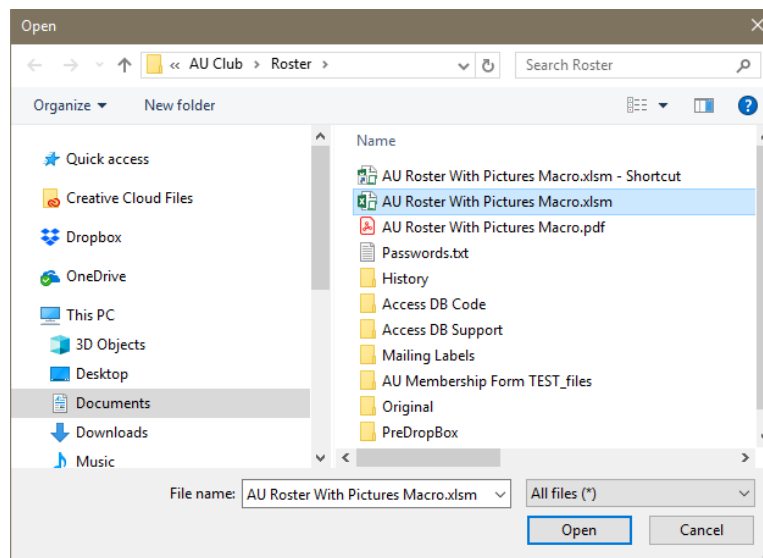 Open
« AU Club > Roster >
Search Roster
Organize
New folder
?
Quick access
Creative Cloud Files
Dropbox
OneDrive
This PC
3D Objects
Desktop
Documents
Downloads
Music
Name
AU Roster With Pictures Macro.xlsm - Shortcut
AU Roster With Pictures Macro.xlsm
AU Roster With Pictures Macro.pdf
Passwords.txt
History
Access DB Code
Access DB Support
Mailing Labels
AU Membership Form TEST_files
Original
PreDropBox
File name: AU Roster With Pictures Macro.xlsm
All files (*)
Open
Cancel